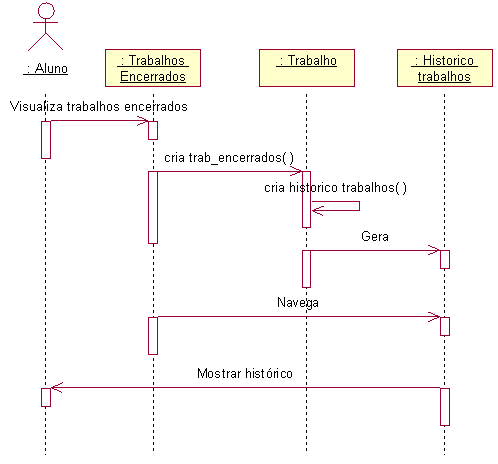 : Aluno
: Trabalhos
Encerrados
: Trabalho
: Historico
trabalhos
Visualiza trabalhos encerrados
cria trab_encerrados( )
cria historico trabalhos( )
Gera
Navega
Mostrar histórico